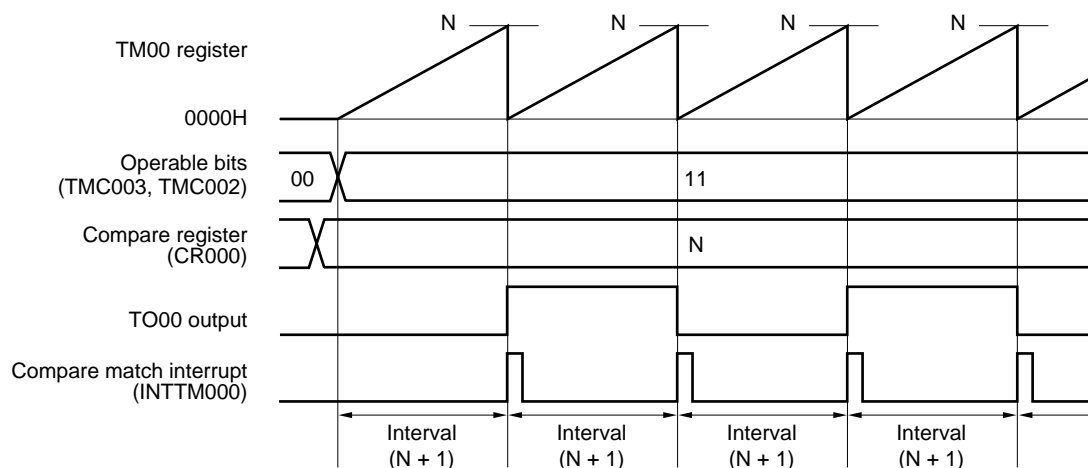 N N N N
TM00 register
0000H
Operable bits
(TMC003, TMC002)
00 11
Compare register
(CR000)
N
TO00 output
Compare match interrupt
(INTTM000)
Interval
(N + 1)
Interval
(N + 1)
Interval
(N + 1)
Interval
(N + 1)